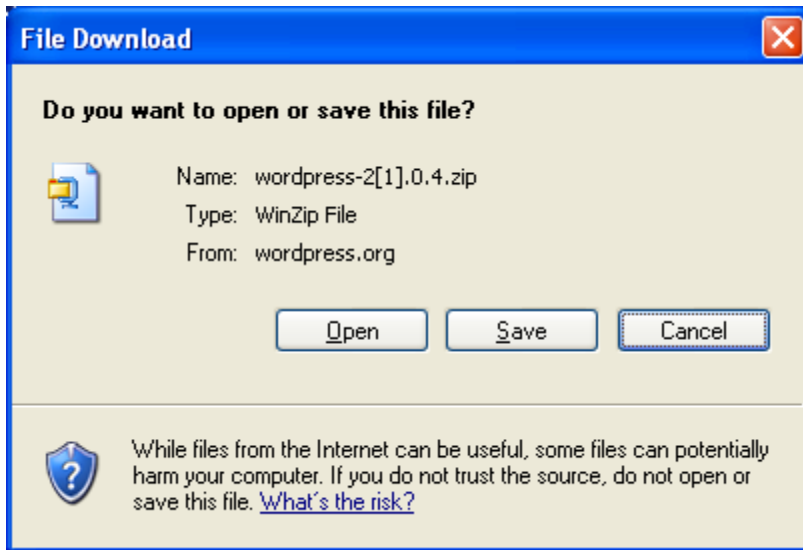 File Download
Do you want to open or save this file?
Name: wordpress-2[1].0.4.zip
Type: WinZip File
From: wordpress.org
Open Save Cancel
While files from the Internet can be useful, some files can potentially
harm your computer. If you do not trust the source, do not open or
save this file. What's the risk?